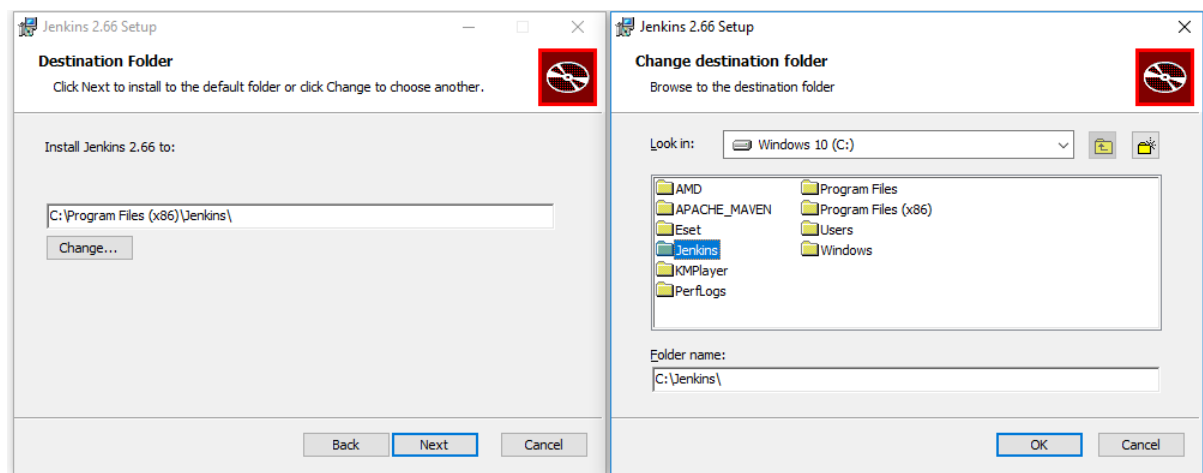 Jenkins 2.66 Setup
Destination Folder
Click Next to install to the default folder or click Change to choose another.
Install Jenkins 2.66 to:
C:\Program Files (x86)\Jenkins\
Change...
Back
Next
Cancel
Jenkins 2.66 Setup
Change destination folder
Browse to the destination folder
Look in:
Windows 10 (C:)
AMD
APACHE_MAVEN
Eset
Jenkins
KMPlayer
PerfLogs
Program Files
Program Files (x86)
Users
Windows
Folder name:
C:\Jenkins\
OK
Cancel